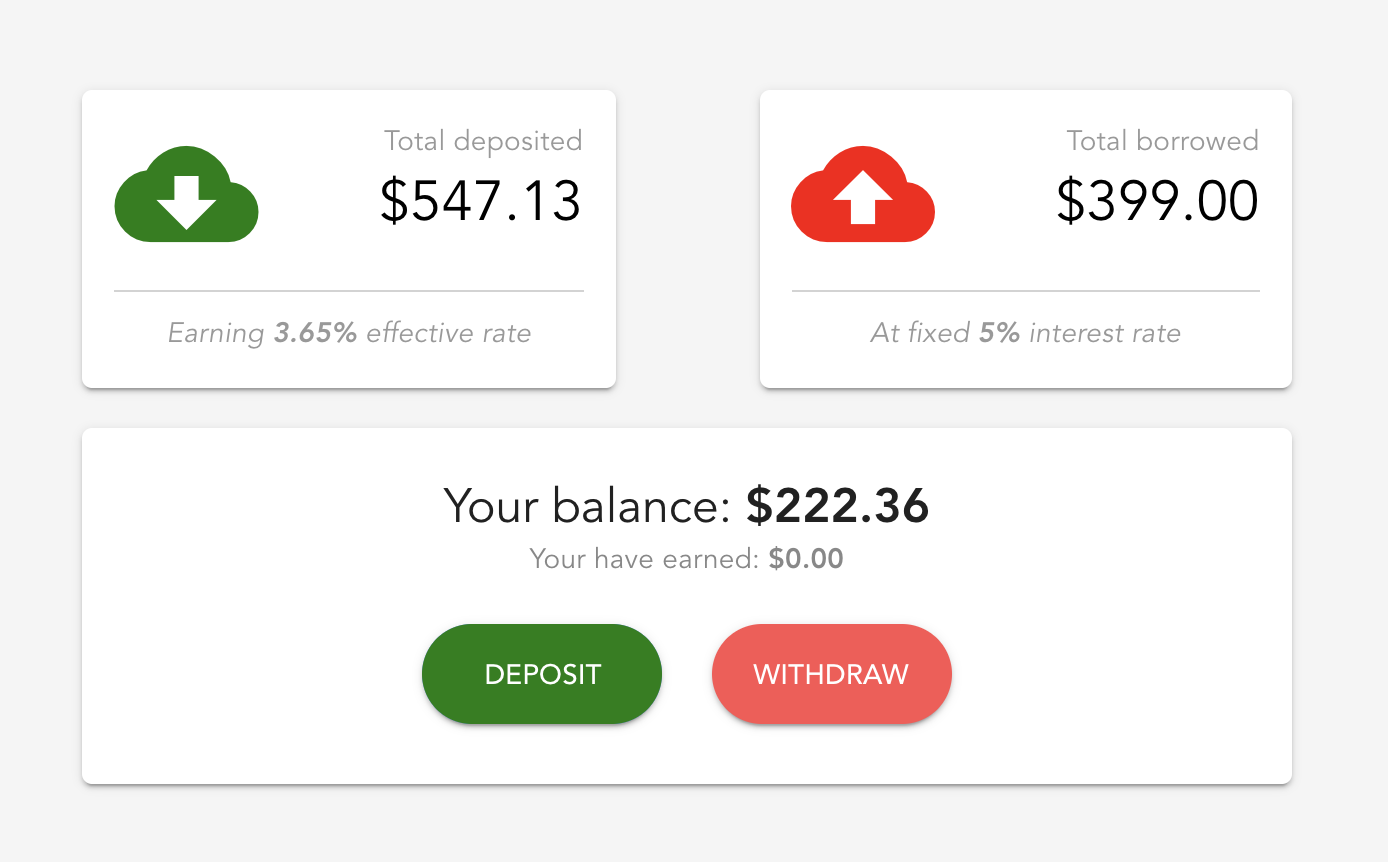 Total deposited
$547.13
Earning 3.65% effective rate
Total borrowed
$399.00
At fixed 5% interest rate
Your balance: $222.36
Your have earned: $0.00
DEPOSIT
WITHDRAW